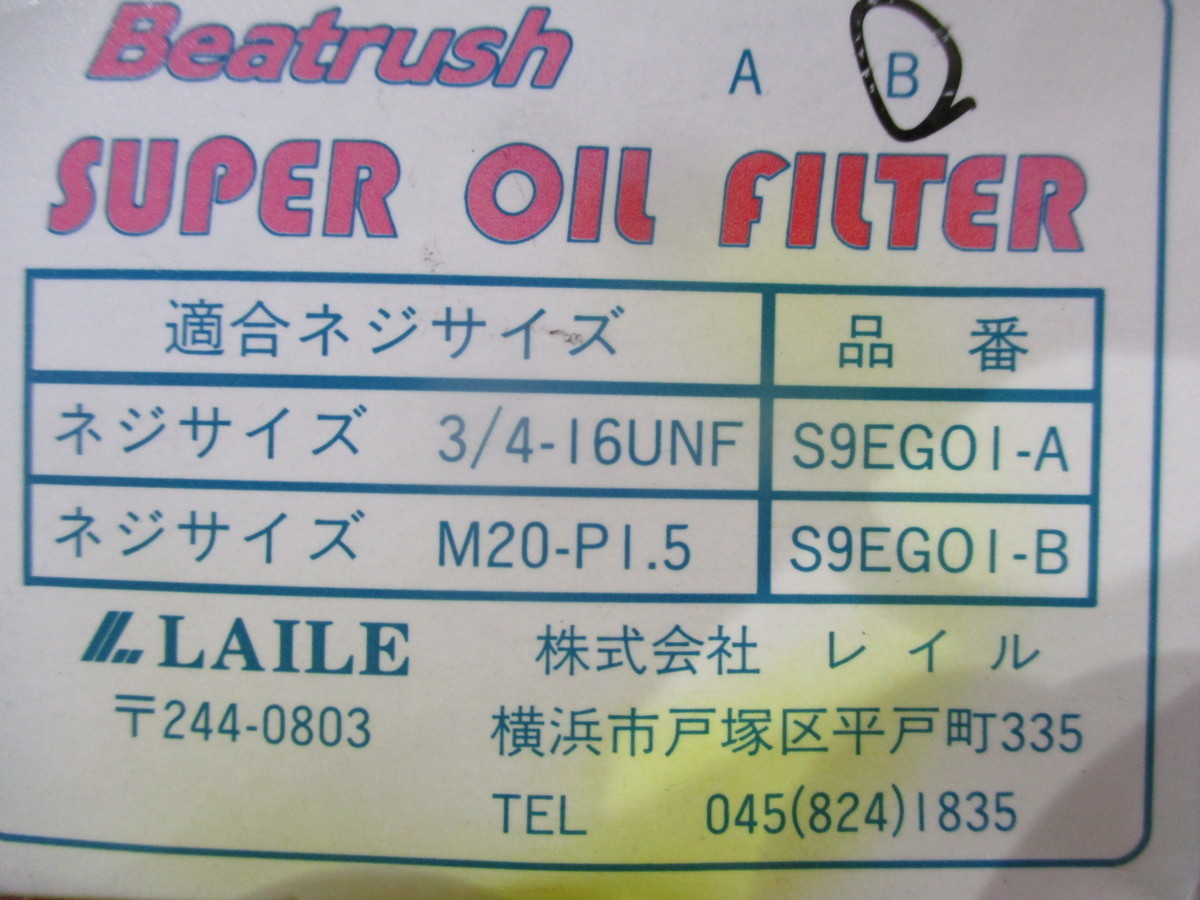 Beatrush A B
SUPER OIL FILTER
適合ネジサイズ 品 番
ネジサイズ 3/4-16UNF S9EG01-A
ネジサイズ M20-P1.5 S9EG01-B
LAILE 株式会社 レイル
〒244-0803 横浜市戸塚区平戸町335
TEL 045(824)1835